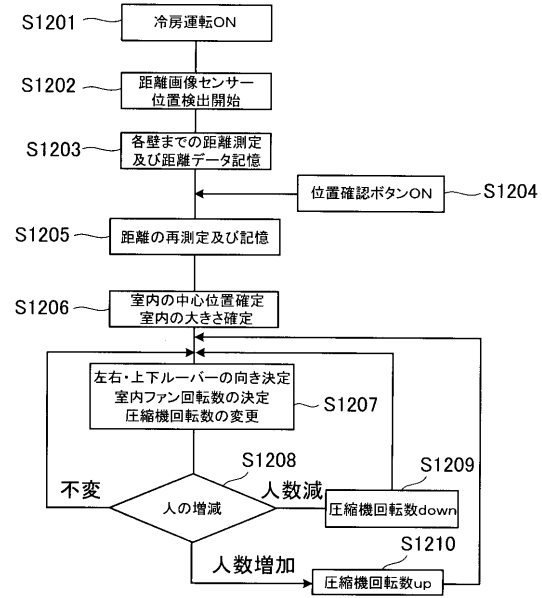 S1201
冷房運転ON
S1202
距離画像センサー
位置検出開始
S1203
各壁までの距離測定
及び距離データ記憶
位置確認ボタンON
S1204
S1205
距離の再測定及び記憶
S1206
室内の中心位置確定
室内の大きさ確定
左右・上下ルーバーの向き決定
室内ファン回転数の決定
圧縮機回転数の変更
S1207
S1208
S1209
不変
人の増減
人数減
圧縮機回転数down
人数増加
S1210
圧縮機回転数up